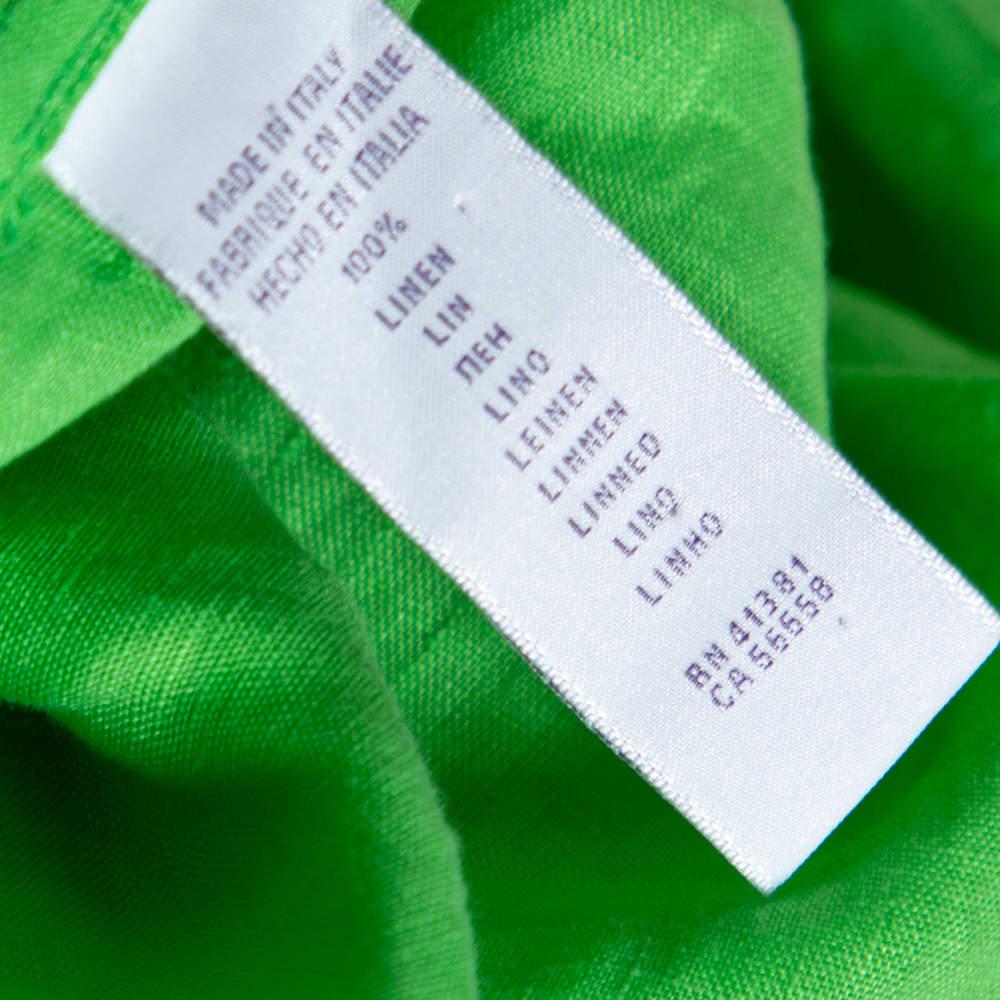 MADE IN ITALY
FABRIQUE EN ITALIE
HECHO EN ITALIA
100%
LINEN
LIN
ЛЕН
LINO
LEINEN
LINNEN
LINNED
LINO
LINHO
RN 41381
CA 56658